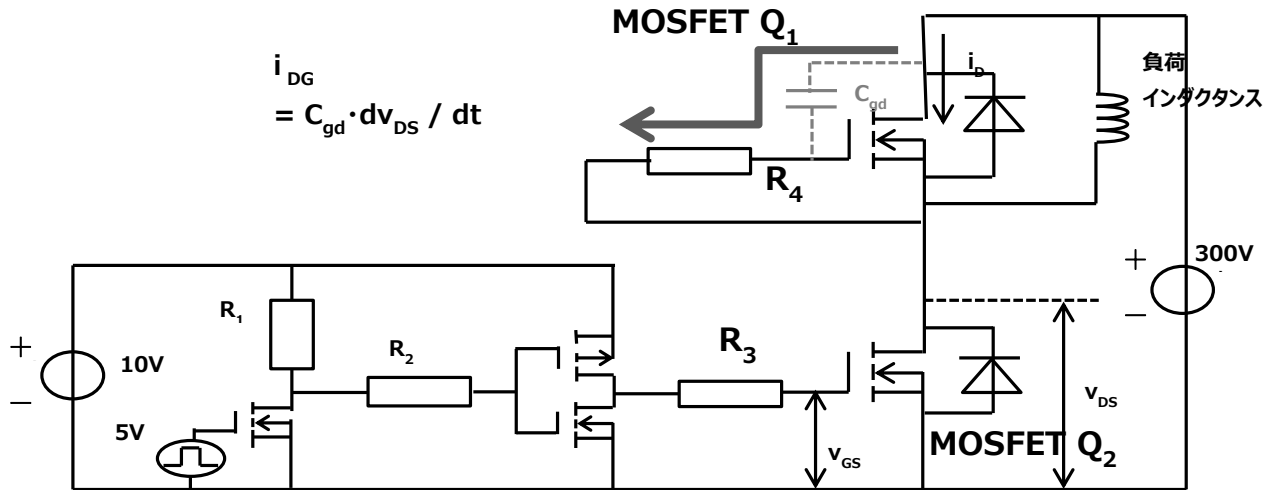 MOSFET Q1
iDG
= Cgd・dvDS / dt
Cgd
iD
負荷
インダクタンス
R4
+
300V
−
R1
R2
R3
+
10V
−
5V
vGS
vDS
MOSFET Q2